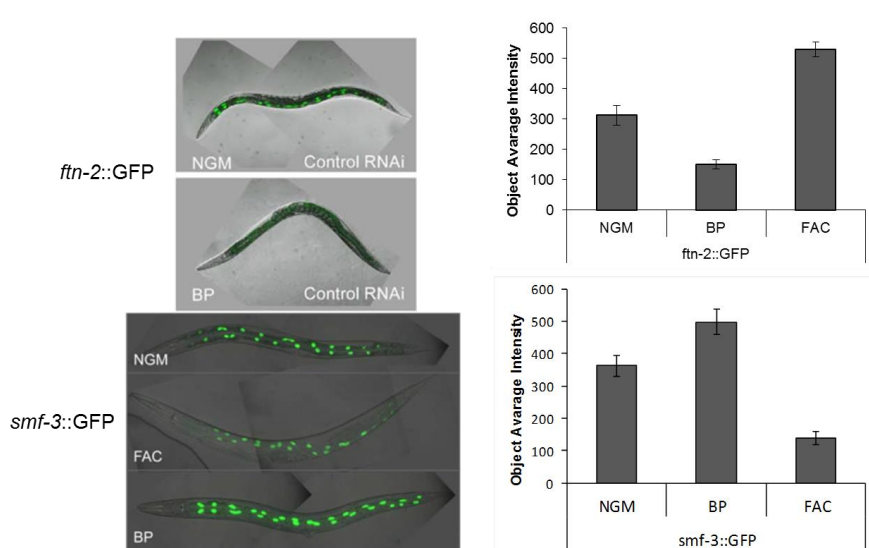 ftn-2::GFP
NGM Control RNAi
BP Control RNAi
smf-3::GFP
NGM
FAC
BP
Object Avarage Intensity
600
500
400
300
200
100
0
NGM BP FAC
ftn-2::GFP
Object Avarage Intensity
600
500
400
300
200
100
0
NGM BP FAC
smf-3::GFP